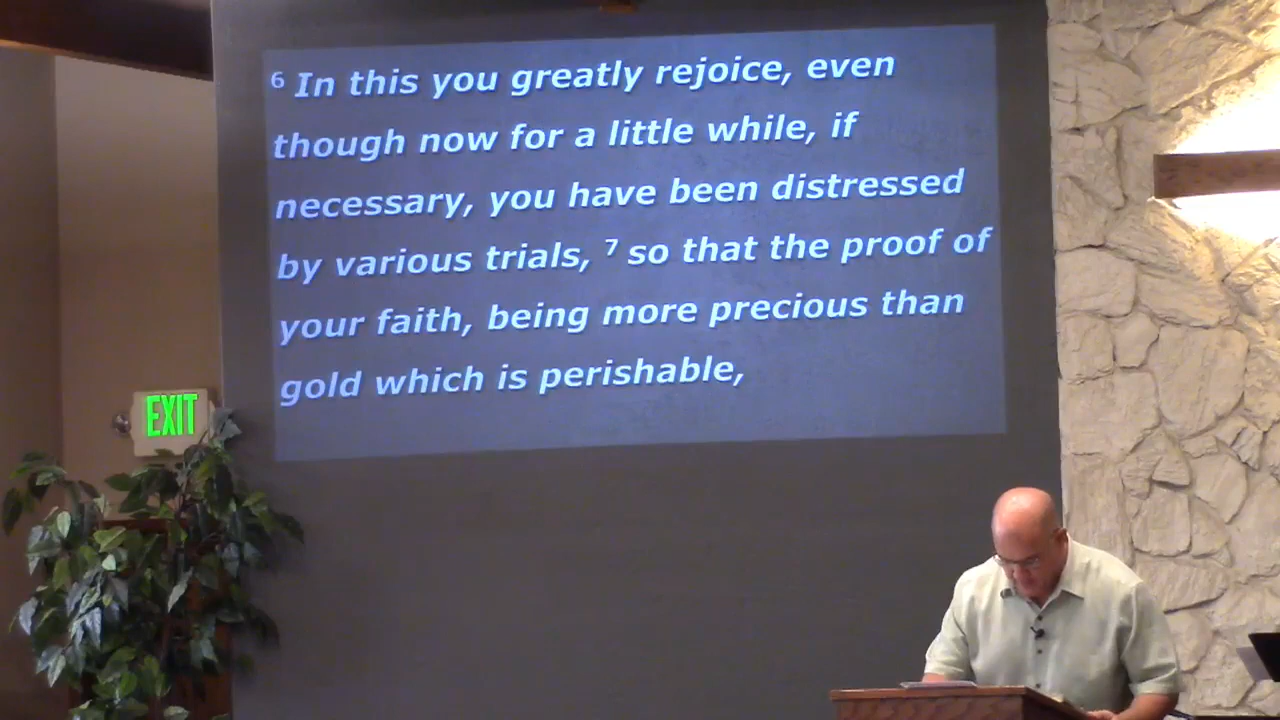 6 In this you greatly rejoice, even
though now for a little while, if
necessary, you have been distressed
by various trials, 7 so that the proof of
your faith, being more precious than
gold which is perishable,
EXIT